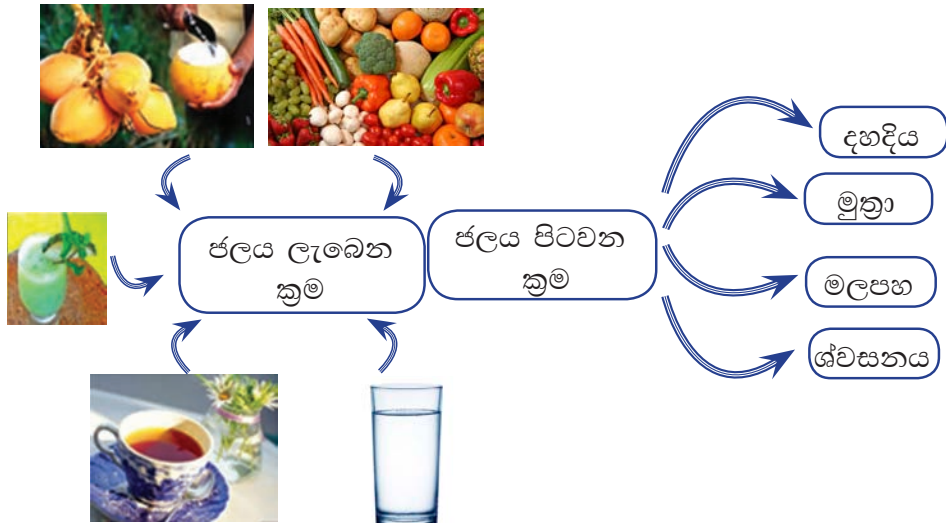 ජලය ලැබෙන
ක්‍රම
ජලය පිටවන
ක්‍රම
දහදිය
මුත්‍රා
මලපහ
ශ්වසනය